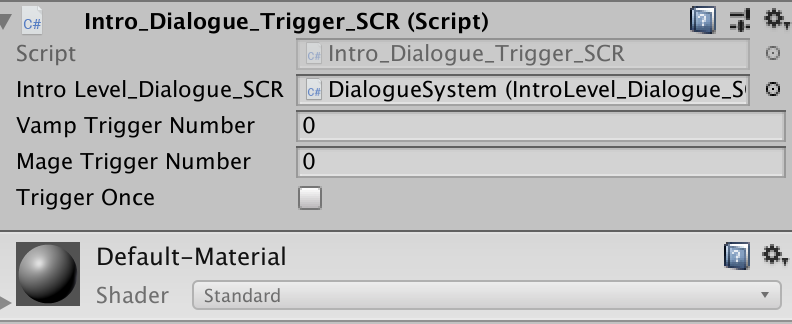 Intro_Dialogue_Trigger_SCR (Script)
Script Intro_Dialogue_Trigger_SCR
Intro Level_Dialogue_SCR DialogueSystem (IntroLevel_Dialogue_S
Vamp Trigger Number 0
Mage Trigger Number 0
Trigger Once
Default-Material
Shader Standard